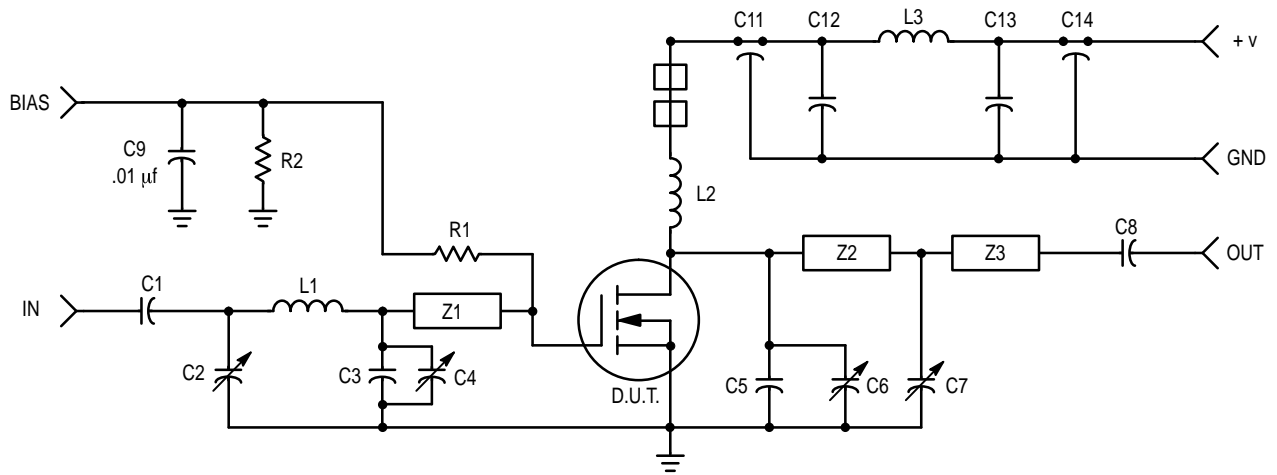 C11
C12
L3
C13
C14
+ v
BIAS
C9
.01 µf
R2
GND
L2
R1
C8
Z2
Z3
OUT
IN
C1
L1
Z1
C2
C3
C4
D.U.T.
C5
C6
C7